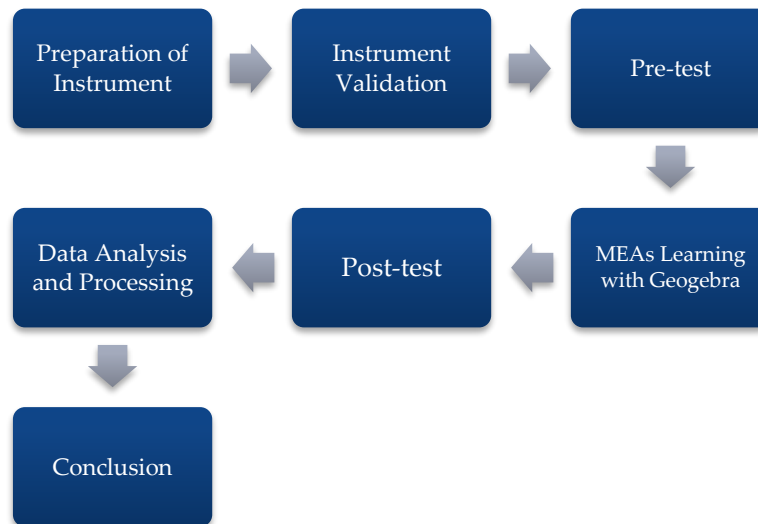 Preparation of
Instrument
Instrument
Validation
Pre-test
MEAs Learning
with Geogebra
Post-test
Data Analysis
and Processing
Conclusion